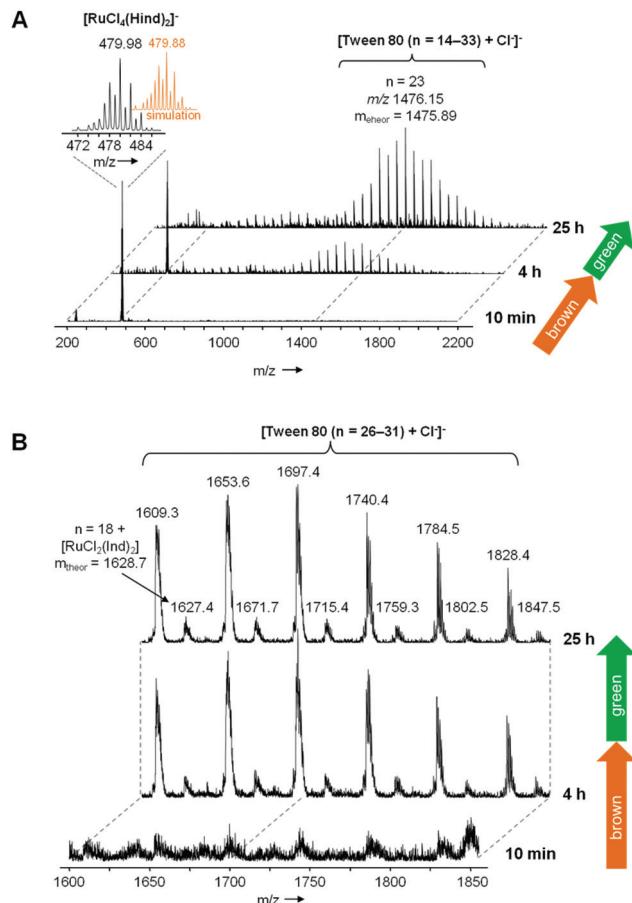 A
[RuCl₄(Hind)₂]⁻
479.98
479.88
simulation
472 478 484
m/z
[Tween 80 (n = 14–33) + Cl⁻]⁻
n = 23
m/z 1476.15
mₑₕₑₒᵣ = 1475.89
25 h
4 h
10 min
green
brown
200 600 1000 1400 1800 2200
m/z
B
[Tween 80 (n = 26–31) + Cl⁻]⁻
1697.4
1653.6
1609.3
1740.4
1784.5
1828.4
n = 18 +
[RuCl₂(Ind)₂]
mₜₕₑₒᵣ = 1628.7
1627.4 1671.7 1715.4 1759.3 1802.5 1847.5
25 h
green
4 h
brown
10 min
1600 1650 1700 1750 1800 1850
m/z